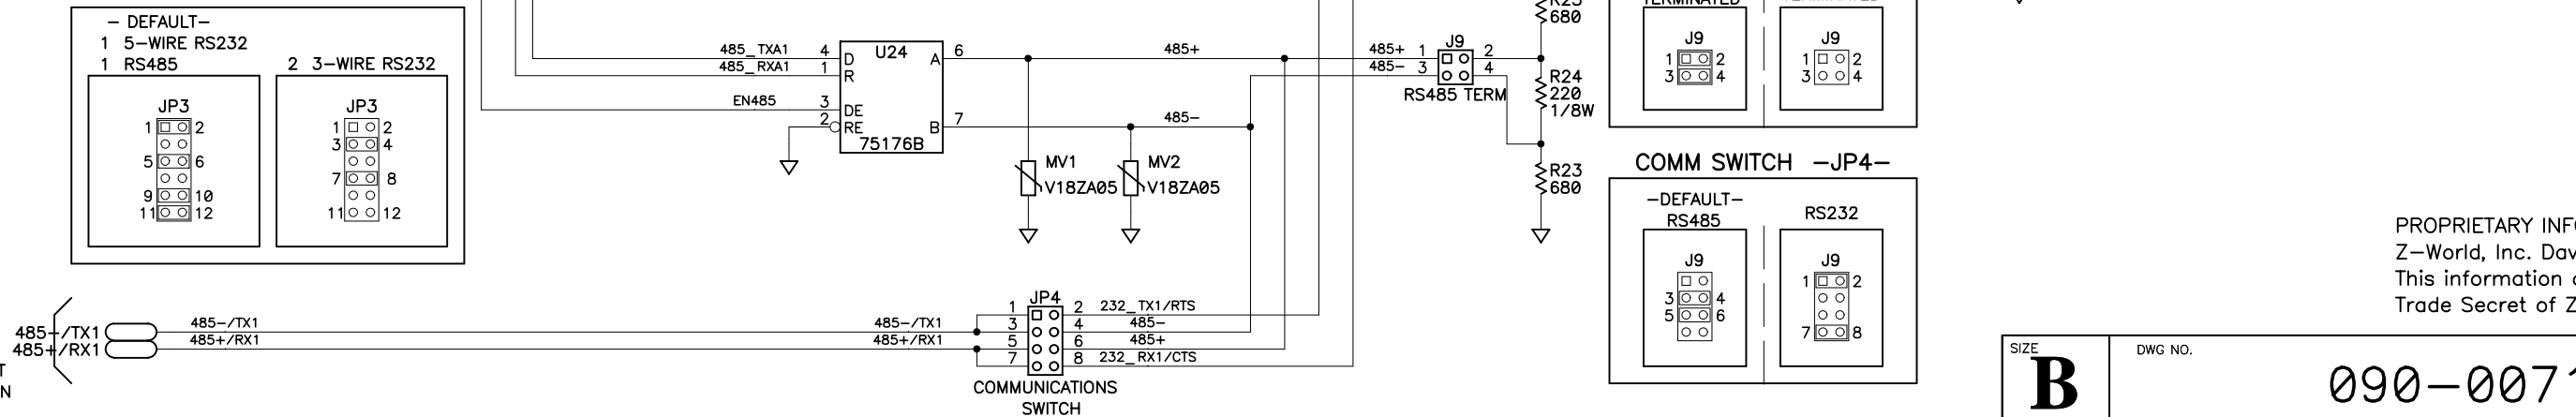 - DEFAULT-
1 5-WIRE RS232
1 RS485
2 3-WIRE RS232
JP3
1 2
5 6
9 10
11 12
JP3
1 2
3 4
7 8
11 12
485_TXA1 4
485_RXA1 1
EN485 3
2
U24
D A
R
DE
RE B
75176B
6 485+
7 485-
MV1
V18ZA05
MV2
V18ZA05
485+ 1 J9 2
485- 3 4
RS485 TERM
680
R24
220
1/8W
R23
680
J9
1 2
3 4
J9
1 2
3 4
COMM SWITCH -JP4-
-DEFAULT-
RS485
J9
3 4
5 6
RS232
J9
1 2
7 8
485-/TX1
485+/RX1
485-/TX1
485+/RX1
485-/TX1
485+/RX1
JP4
1 2 232_TX1/RTS
3 4 485-
5 6 485+
7 8 232_RX1/CTS
COMMUNICATIONS
SWITCH
PROPRIETARY
Z-World, Inc.
This information
Trade Secret of
SIZE
B
DWG NO.
090-0071